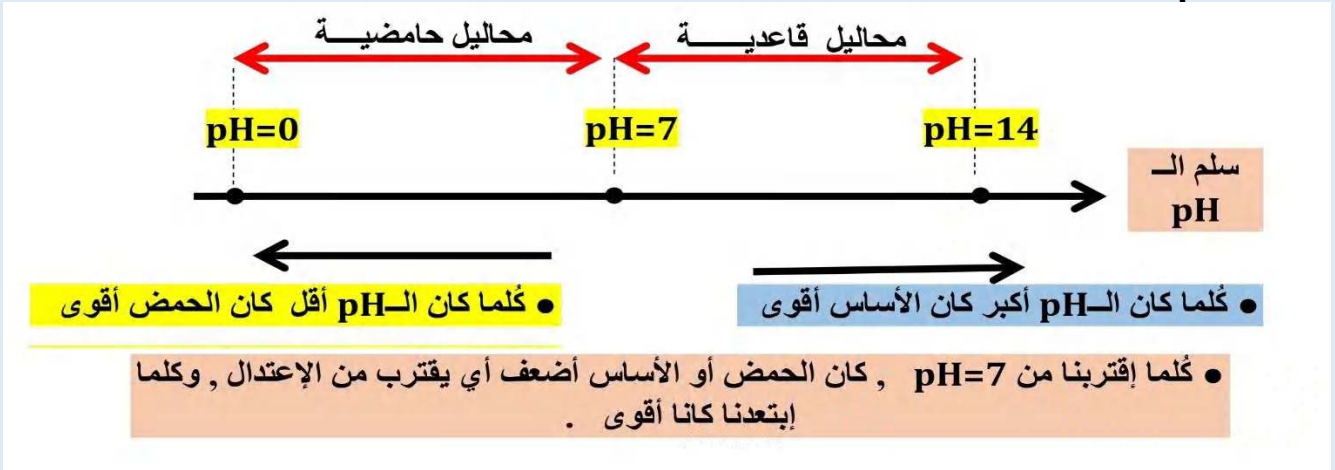 محاليل حامضيـــة
محاليل قاعديـــــة
pH=0
pH=7
pH=14
سلم الــ
pH
• كُلما كان الــpH أقل كان الحمض أقوى
• كُلما كان الــpH أكبر كان الأساس أقوى
• كُلما إقتربنا من pH=7 , كان الحمض أو الأساس أضعف أي يقترب من الإعتدال , وكلما
إبتعدنا كانا أقوى .